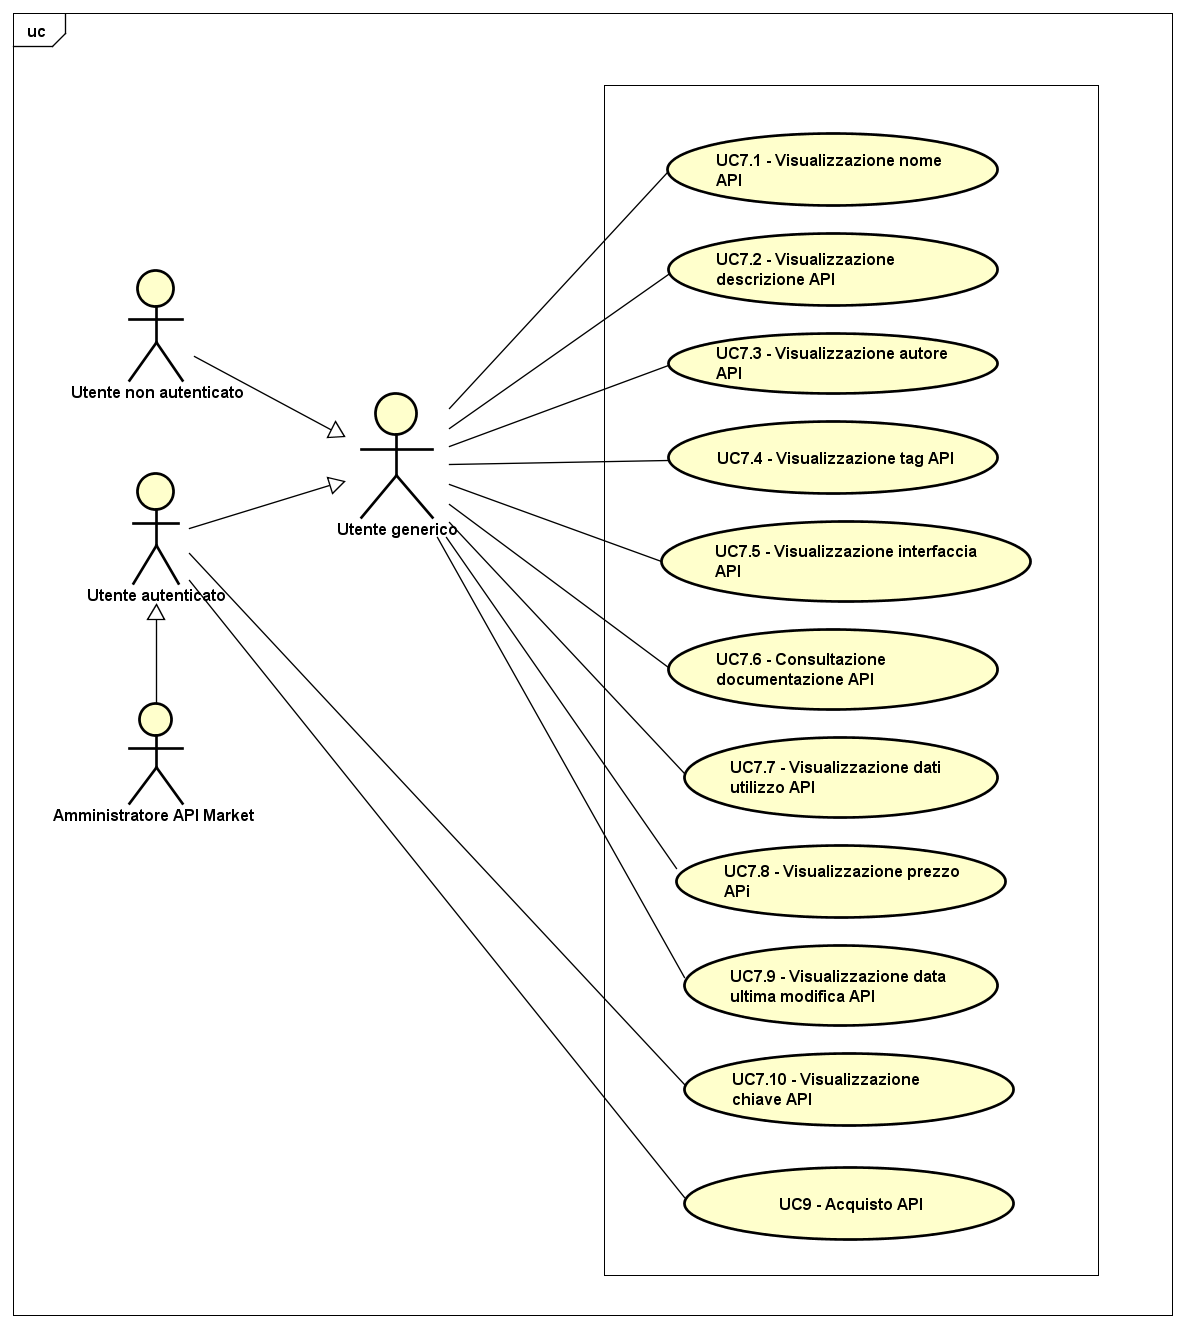 uc
UC7.1 - Visualizzazione nome
API
UC7.2 - Visualizzazione
descrizione API
UC7.3 - Visualizzazione autore
API
Utente non autenticato
UC7.4 - Visualizzazione tag API
Utente generico
UC7.5 - Visualizzazione interfaccia
API
Utente autenticato
UC7.6 - Consultazione
documentazione API
UC7.7 - Visualizzazione dati
utilizzo API
Amministratore API Market
UC7.8 - Visualizzazione prezzo
APi
UC7.9 - Visualizzazione data
ultima modifica API
UC7.10 - Visualizzazione
chiave API
UC9 - Acquisto API